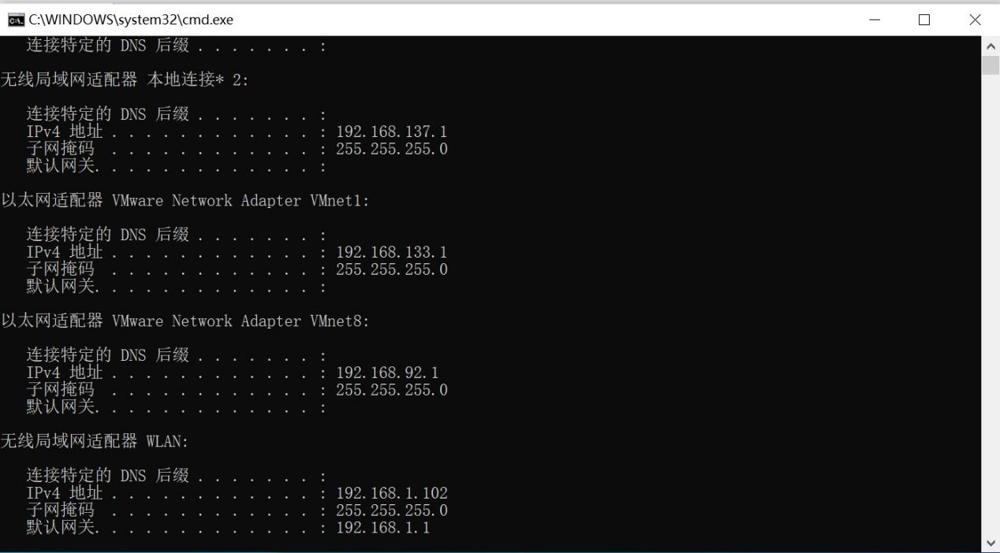 C:\WINDOWS\system32\cmd.exe
连接特定的 DNS 后缀 . . . . . . . :
无线局域网适配器 本地连接* 2:
连接特定的 DNS 后缀 . . . . . . . :
IPv4 地址 . . . . . . . . . . . . : 192.168.137.1
子网掩码  . . . . . . . . . . . . : 255.255.255.0
默认网关. . . . . . . . . . . . . :
以太网适配器 VMware Network Adapter VMnet1:
连接特定的 DNS 后缀 . . . . . . . :
IPv4 地址 . . . . . . . . . . . . : 192.168.133.1
子网掩码  . . . . . . . . . . . . : 255.255.255.0
默认网关. . . . . . . . . . . . . :
以太网适配器 VMware Network Adapter VMnet8:
连接特定的 DNS 后缀 . . . . . . . :
IPv4 地址 . . . . . . . . . . . . : 192.168.92.1
子网掩码  . . . . . . . . . . . . : 255.255.255.0
默认网关. . . . . . . . . . . . . :
无线局域网适配器 WLAN:
连接特定的 DNS 后缀 . . . . . . . :
IPv4 地址 . . . . . . . . . . . . : 192.168.1.102
子网掩码  . . . . . . . . . . . . : 255.255.255.0
默认网关. . . . . . . . . . . . . : 192.168.1.1